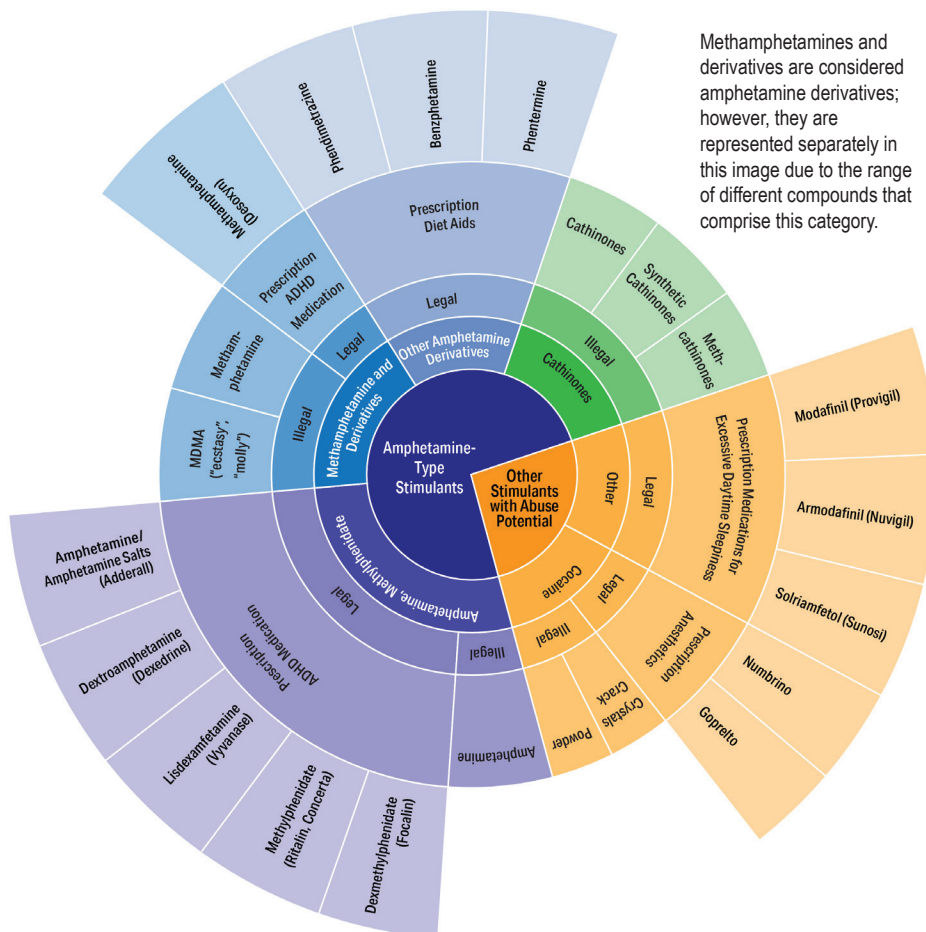 Methamphetamines and
derivatives are considered
amphetamine derivatives;
however, they are
represented separately in
this image due to the range
of different compounds that
comprise this category.
Amphetamine-
Type
Stimulants
Methamphetamine and
Derivatives
Illegal
MDMA
("ecstasy",
"molly")
Metham-
phetamine
Legal
Prescription
ADHD
Medication
Methamphetamine
(Desoxyn)
Other Amphetamine
Derivatives
Legal
Prescription
Diet Aids
Phendimetrazine
Benzphetamine
Phentermine
Cathinones
Illegal
Cathinones
Synthetic
Cathinones
Meth-
cathinones
Other
Stimulants
with Abuse
Potential
Other
Legal
Prescription Medications for
Excessive Daytime Sleepiness
Modafinil (Provigil)
Armodafinil (Nuvigil)
Solriamfetol (Sunosi)
Cocaine
Legal
Prescription
Anesthetics
Numbrino
Goprelto
Illegal
Crystals
Crack
Powder
Amphetamine, Methylphenidate
Illegal
Amphetamine
Legal
Prescription
ADHD Medication
Amphetamine/
Amphetamine Salts
(Adderall)
Dextroamphetamine
(Dexedrine)
Lisdexamfetamine
(Vyvanase)
Methylphenidate
(Ritalin, Concerta)
Dexmethylphenidate
(Focalin)